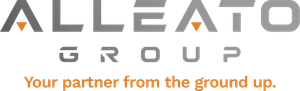 ALLEATO
GROUP
Your partner from the ground up.